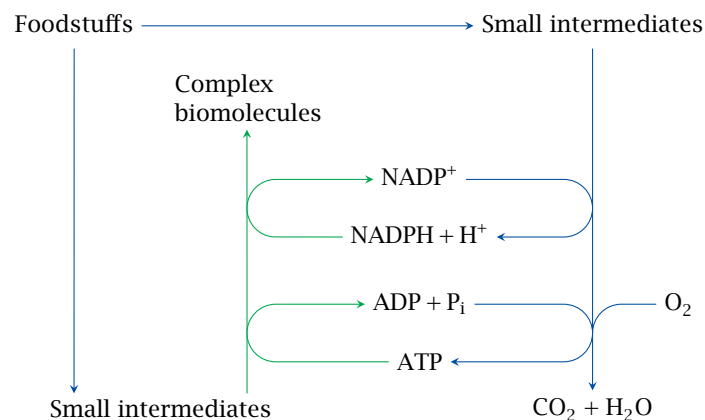 Foodstuffs
Small intermediates
Complex
biomolecules
NADP⁺
NADPH + H⁺
ADP + Pᵢ
O₂
ATP
Small intermediates
CO₂ + H₂O